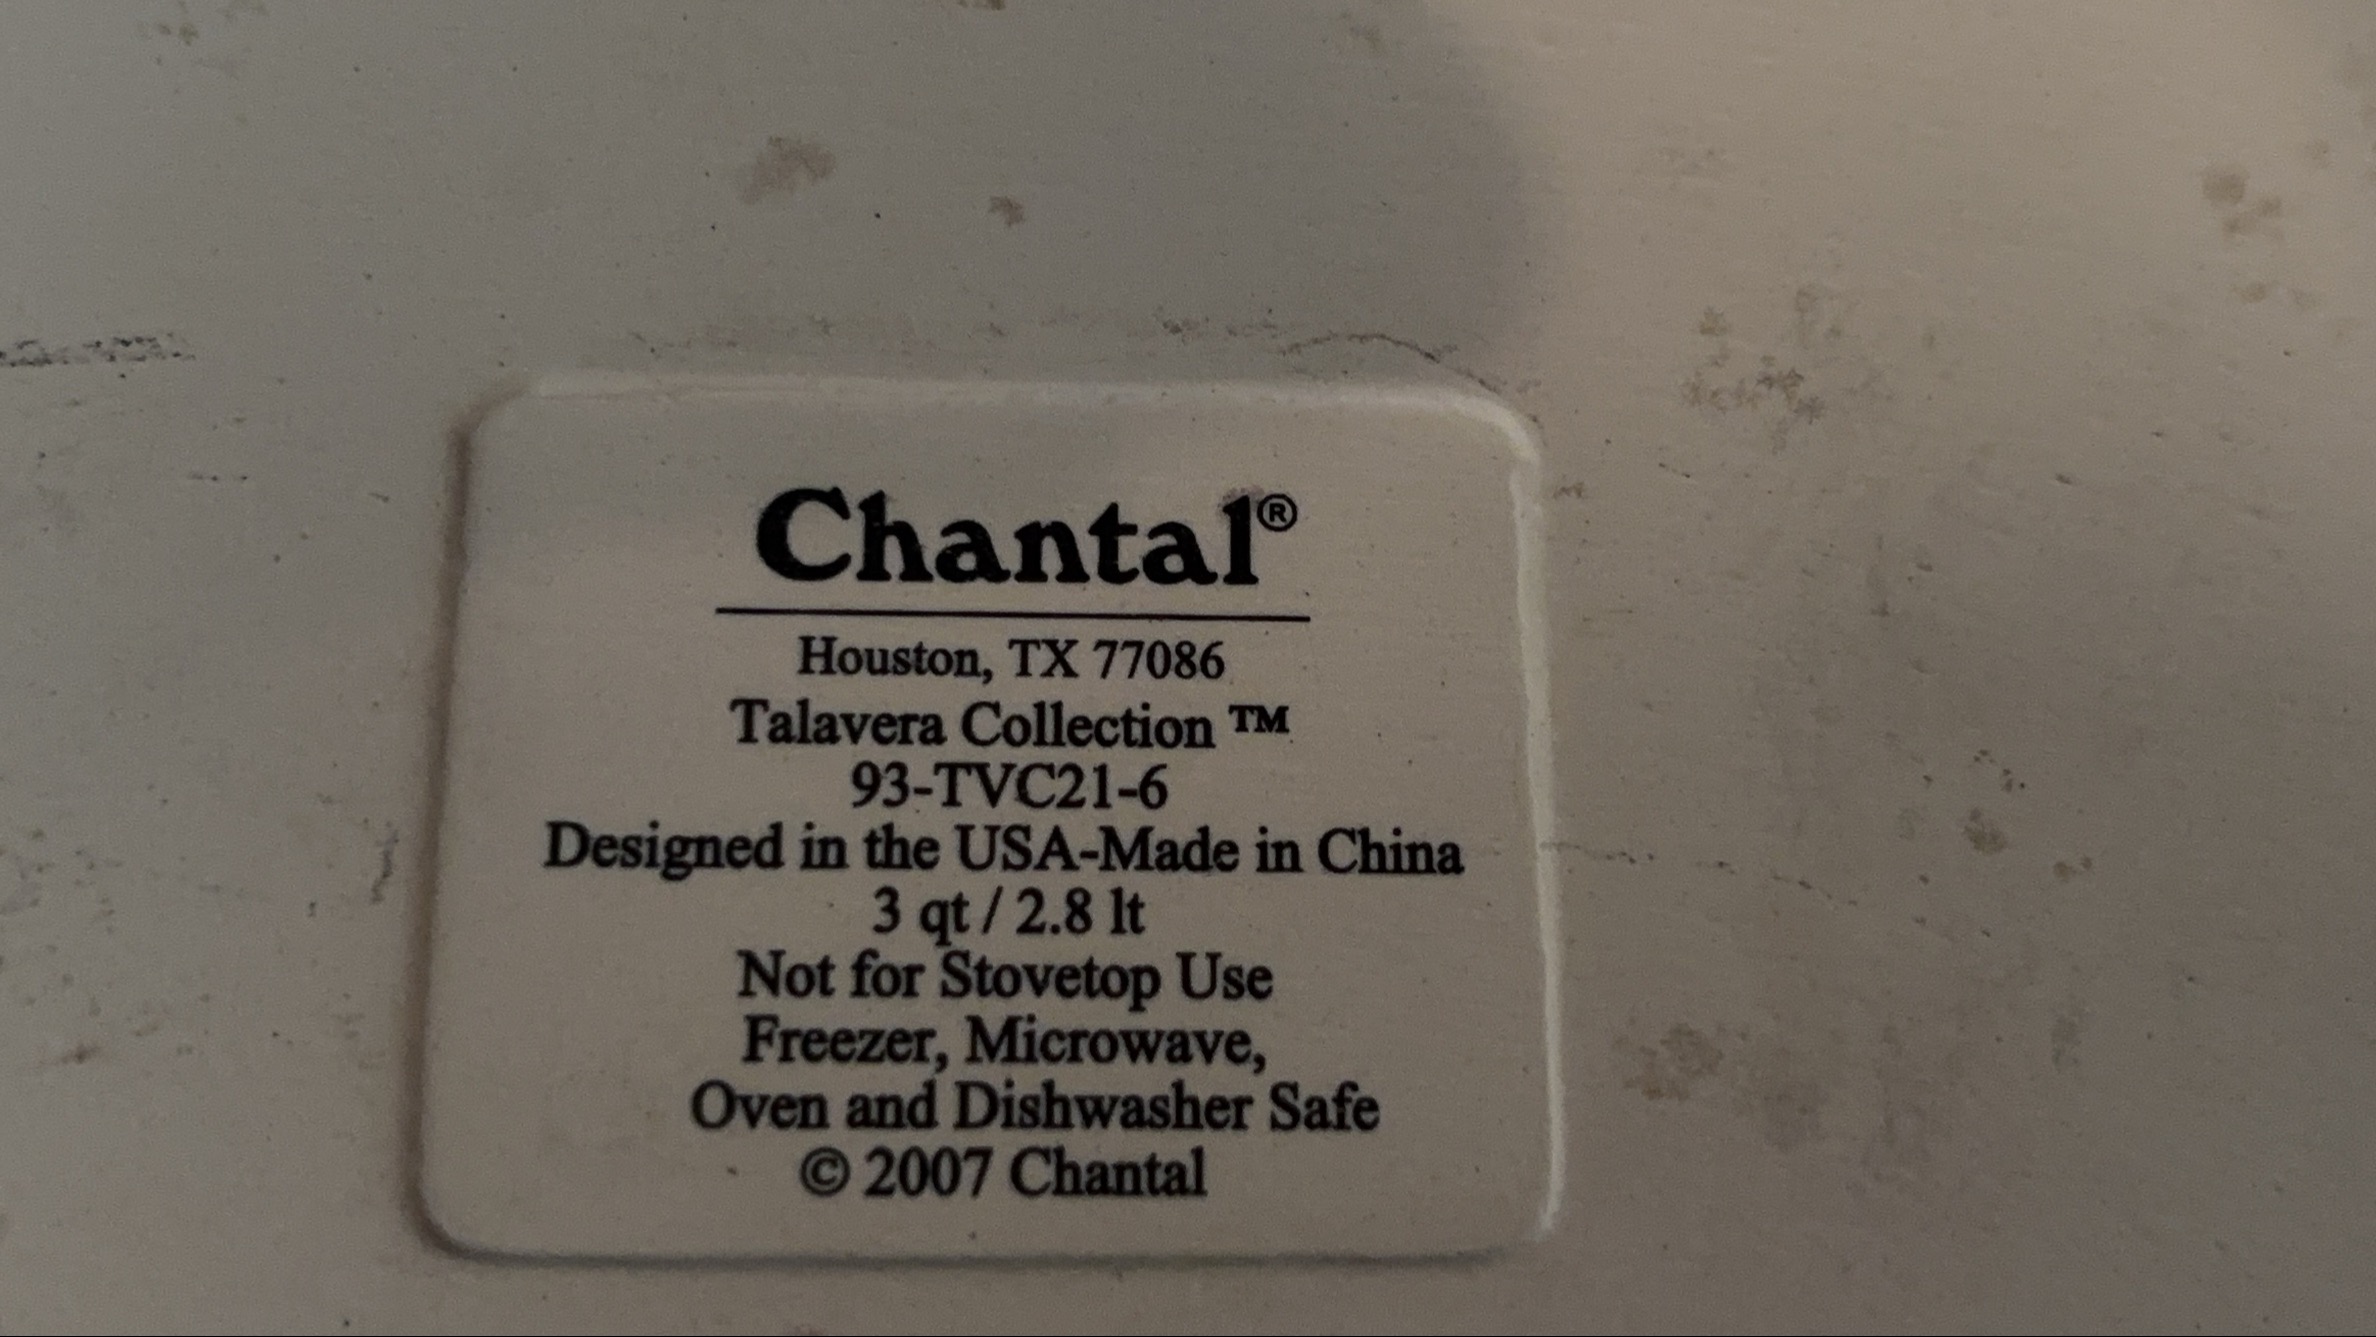 Chantal®
Houston, TX 77086
Talavera Collection ™
93-TVC21-6
Designed in the USA-Made in China
3 qt / 2.8 lt
Not for Stovetop Use
Freezer, Microwave,
Oven and Dishwasher Safe
© 2007 Chantal